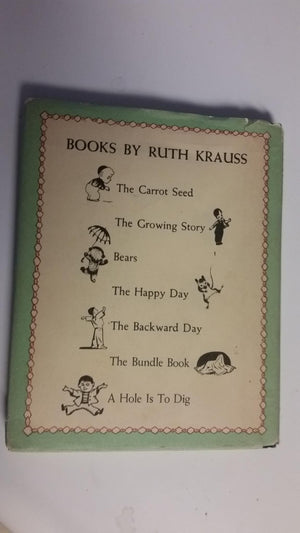 BOOKS BY RUTH KRAUSS
The Carrot Seed
The Growing Story
Bears
The Happy Day
The Backward Day
The Bundle Book
A Hole Is To Dig